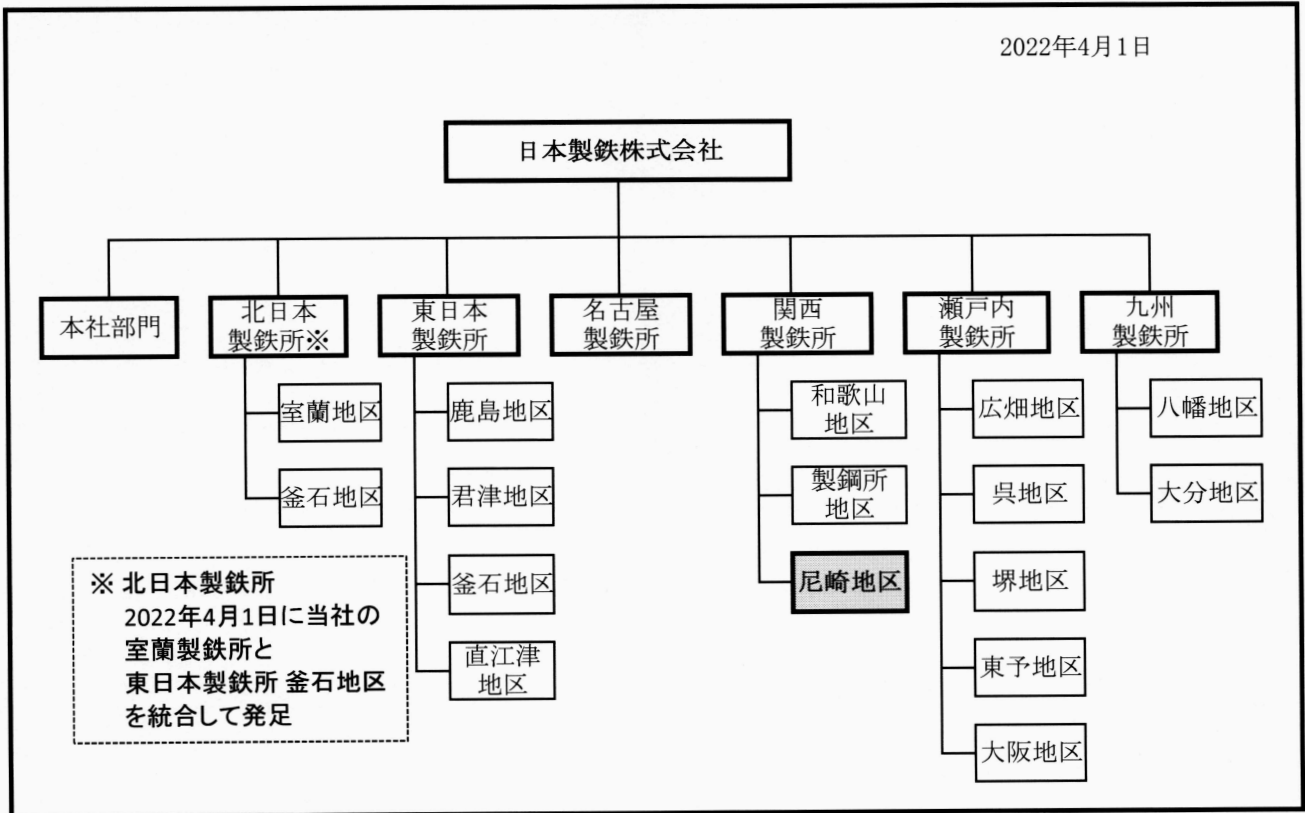 2022年4月1日
日本製鉄株式会社
本社部門
北日本
製鉄所※
東日本
製鉄所
名古屋
製鉄所
関西
製鉄所
瀬戸内
製鉄所
九州
製鉄所
室蘭地区
釜石地区
鹿島地区
君津地区
釜石地区
直江津
地区
和歌山
地区
製鋼所
地区
尼崎地区
広畑地区
呉地区
堺地区
東予地区
大阪地区
八幡地区
大分地区
※ 北日本製鉄所
2022年4月1日に当社の
室蘭製鉄所と
東日本製鉄所 釜石地区
を統合して発足